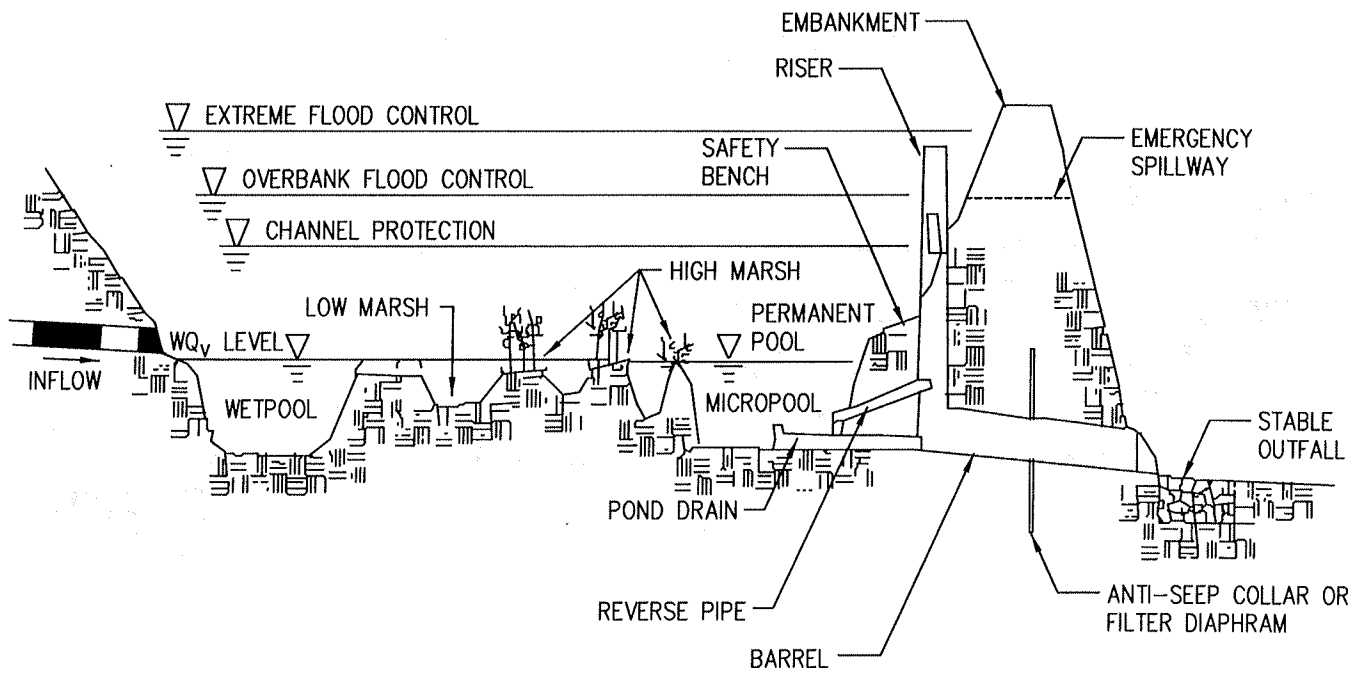 EMBANKMENT
RISER
EXTREME FLOOD CONTROL
SAFETY
BENCH
EMERGENCY
SPILLWAY
OVERBANK FLOOD CONTROL
CHANNEL PROTECTION
HIGH MARSH
LOW MARSH
PERMANENT
POOL
WQv LEVEL
INFLOW
WETPOOL
MICROPOOL
STABLE
OUTFALL
POND DRAIN
REVERSE PIPE
ANTI-SEEP COLLAR OR
FILTER DIAPHRAM
BARREL